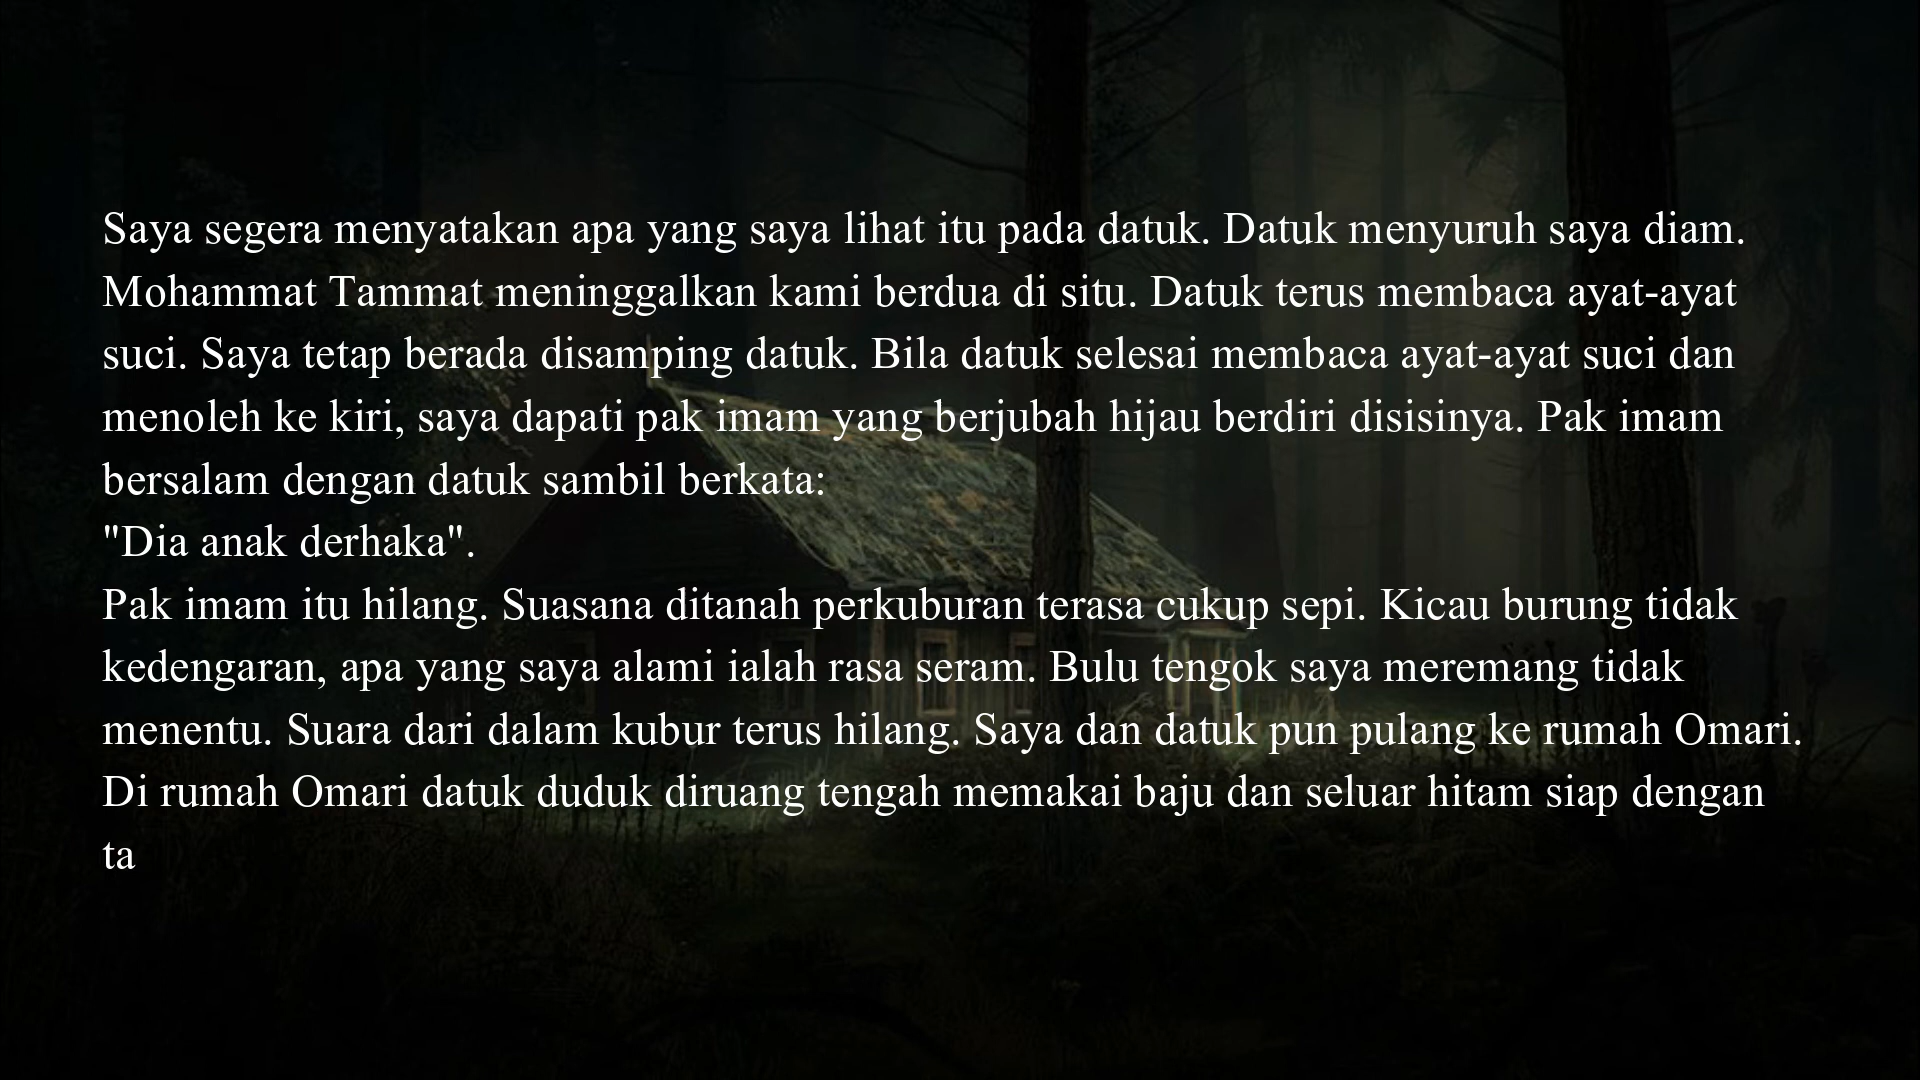 Saya segera menyatakan apa yang saya lihat itu pada datuk. Datuk menyuruh saya diam.
Mohammat Tammat meninggalkan kami berdua di situ. Datuk terus membaca ayat-ayat
suci. Saya tetap berada disamping datuk. Bila datuk selesai membaca ayat-ayat suci dan
menoleh ke kiri, saya dapati pak imam yang berjubah hijau berdiri disisinya. Pak imam
bersalam dengan datuk sambil berkata:
"Dia anak derhaka".
Pak imam itu hilang. Suasana ditanah perkuburan terasa cukup sepi. Kicau burung tidak
kedengaran, apa yang saya alami ialah rasa seram. Bulu tengok saya meremang tidak
menentu. Suara dari dalam kubur terus hilang. Saya dan datuk pun pulang ke rumah Omari.
Di rumah Omari datuk duduk diruang tengah memakai baju dan seluar hitam siap dengan
ta